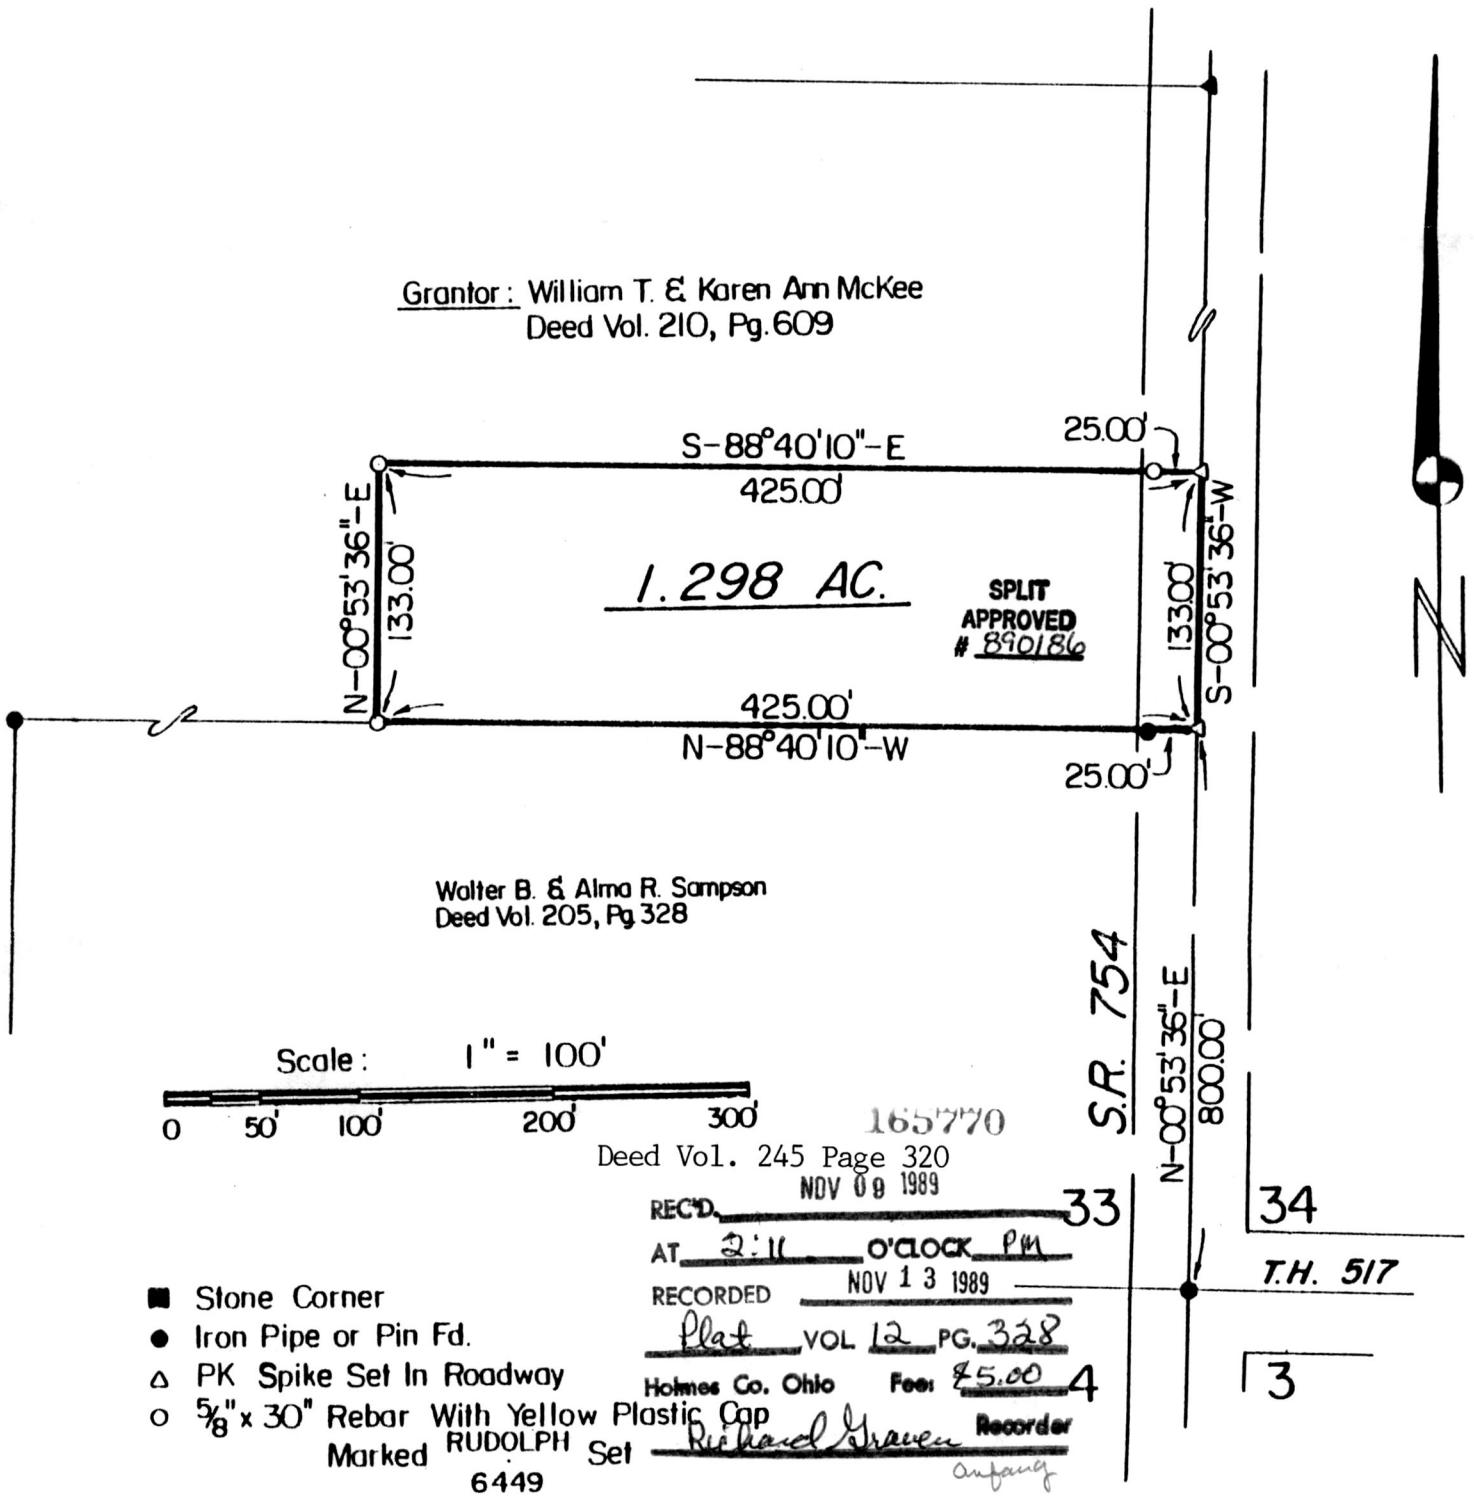 Grantor: William T. & Karen Ann McKee
Deed Vol. 210, Pg. 609
25.00'
S-88°40'10"-E
425.00'
N-00°53'36"-E
133.00'
1.298 AC.
SPLIT
APPROVED
# 890186
133.00'
S-00°53'36"-W
425.00'
N-88°40'10"-W
25.00'
Walter B. & Alma R. Sampson
Deed Vol. 205, Pg 328
S.R. 754
N-00°53'36"-E
800.00'
Scale: 1" = 100'
0 50' 100' 200' 300'
165770
Deed Vol. 245 Page 320
REC'D. NOV 09 1989
33
34
AT 2:11 O'CLOCK PM
RECORDED NOV 13 1989
T.H. 517
Plat VOL 12 PG. 328
Holmes Co. Ohio Fee: 5.00
4
3
Richard Graven Recorder
■ Stone Corner
● Iron Pipe or Pin Fd.
△ PK Spike Set In Roadway
○ 5/8" x 30" Rebar With Yellow Plastic Cap
Marked RUDOLPH Set
6449
N